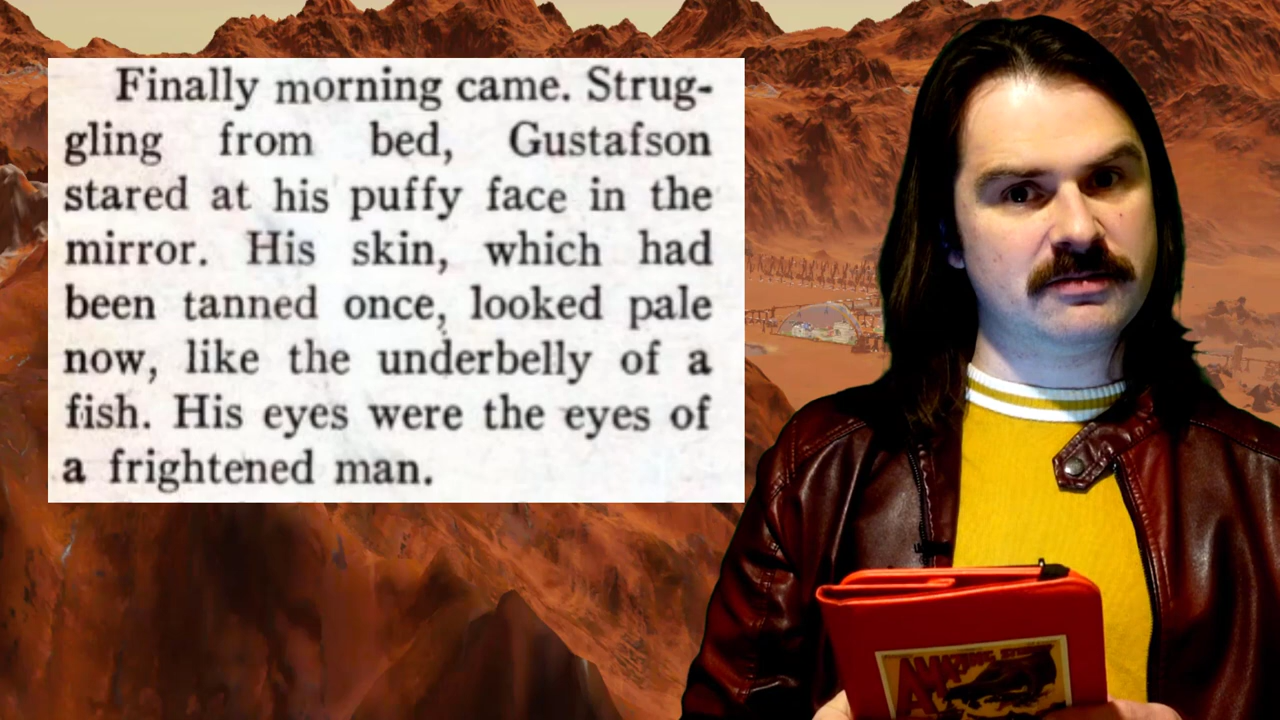 Finally morning came. Strug-
gling from bed, Gustafson
stared at his puffy face in the
mirror. His skin, which had
been tanned once, looked pale
now, like the underbelly of a
fish. His eyes were the eyes of
a frightened man.
AMAZING STORIES